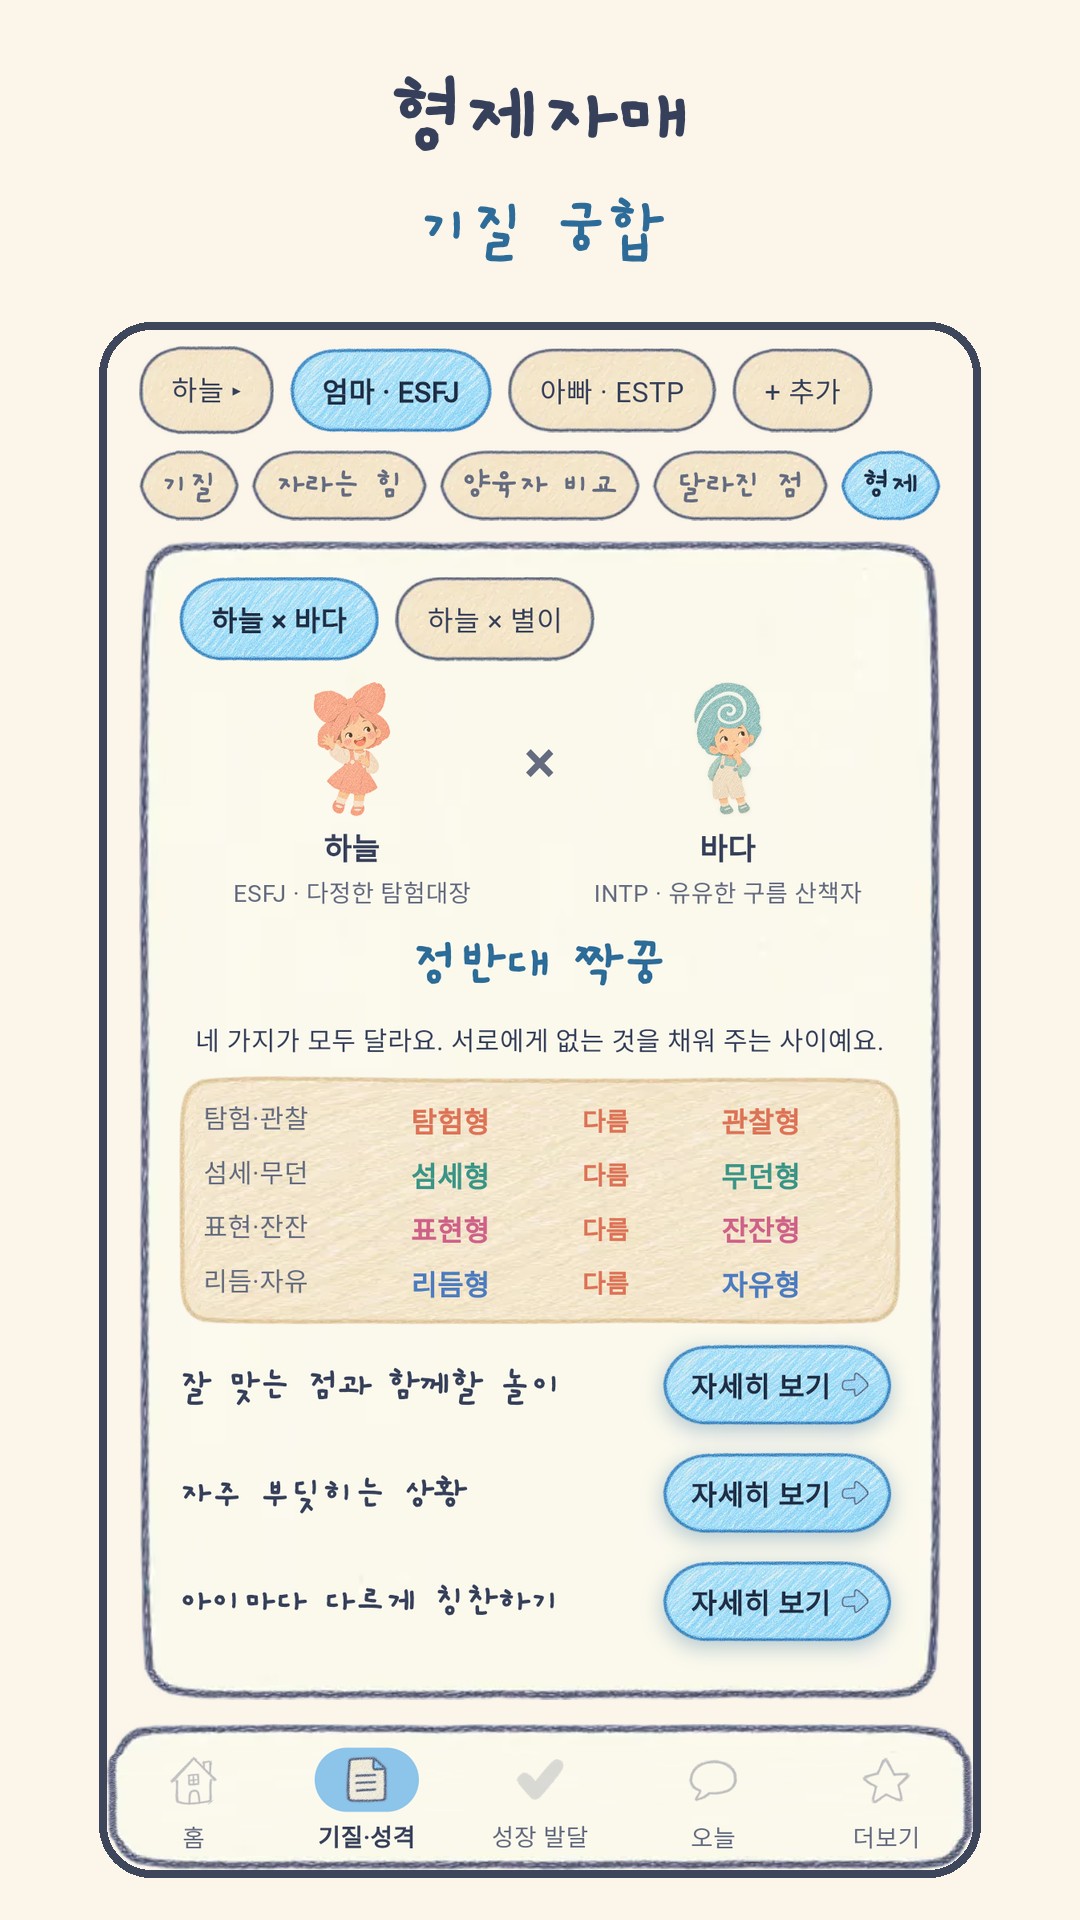 형제자매
기질 궁합
하늘 ▸ 엄마 · ESFJ 아빠 · ESTP + 추가
기질 자라는 힘 양육자 비교 달라진 점 형제
하늘 × 바다 하늘 × 별이
×
하늘 바다
ESFJ · 다정한 탐험대장 INTP · 유유한 구름 산책자
정반대 짝꿍
네 가지가 모두 달라요. 서로에게 없는 것을 채워 주는 사이예요.
탐험·관찰 탐험형 다름 관찰형
섬세·무던 섬세형 다름 무던형
표현·잔잔 표현형 다름 잔잔형
리듬·자유 리듬형 다름 자유형
잘 맞는 점과 함께할 놀이 자세히 보기
자주 부딪히는 상황 자세히 보기
아이마다 다르게 칭찬하기 자세히 보기
홈 기질·성격 성장 발달 오늘 더보기